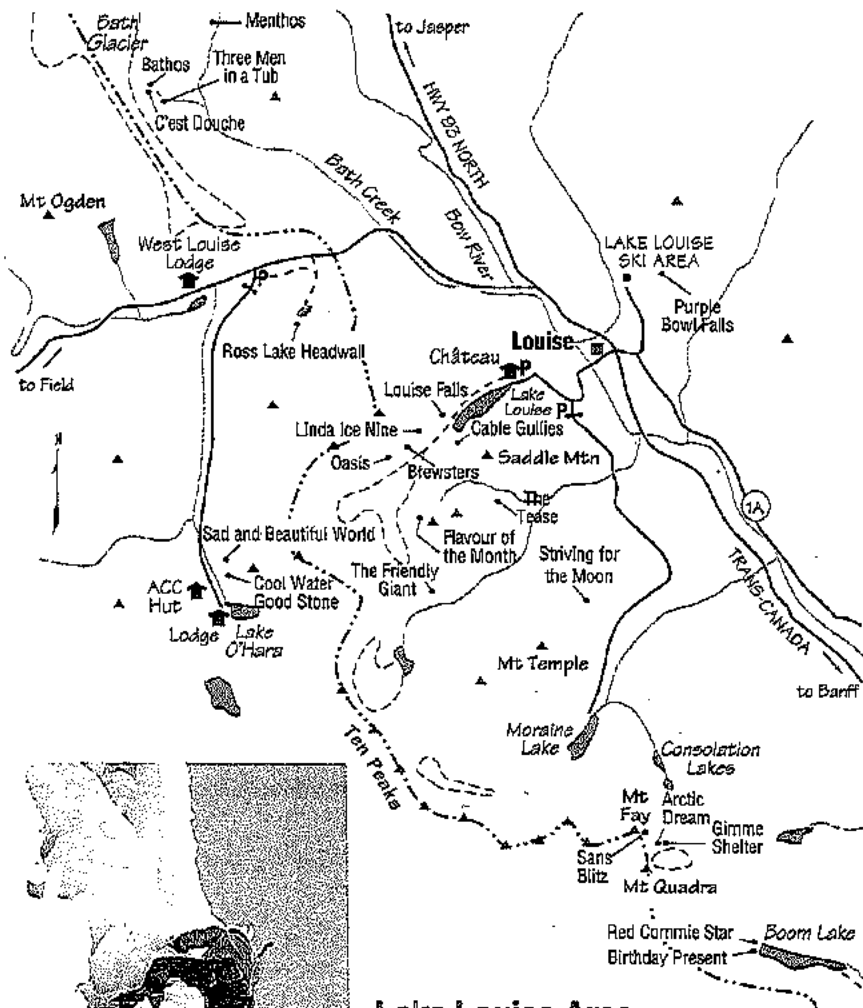 Bath
Glacier
Menthos
to Jasper
Bathos
Three Men
in a Tub
C'est Douche
HWY 93 NORTH
Bath Creek
Bow River
Mt Ogden
West Louise
Lodge
P
LAKE LOUISE
SKI AREA
Purple
Bowl Falls
Louise
Ross Lake Headwall
Château
P
to Field
Louise Falls
Lake
Louise
P
Linda Ice Nine
Cable Gullies
Oasis
Brewsters
Saddle Mtn
The
Tease
1A
Sad and Beautiful World
Flavour of
the Month
Striving for
the Moon
TRANS-CANADA
ACC
Hut
Cool Water
Good Stone
The Friendly
Giant
Lodge
Lake
O'Hara
Mt Temple
to Banff
Ten Peaks
Moraine
Lake
Consolation
Lakes
Mt
Fay
Arctic
Dream
Gimme
Shelter
Sans
Blitz
Mt Quadra
Red Commie Star
Boom Lake
Birthday Present
Lake Louise Area